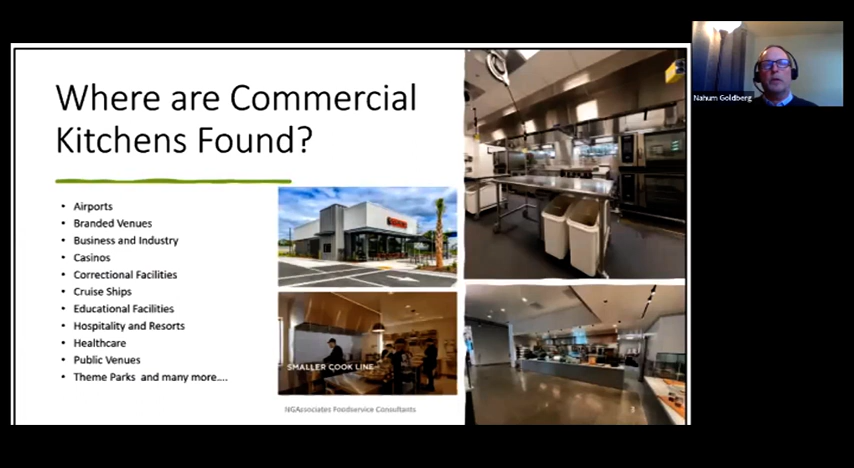 Where are Commercial
Kitchens Found?
• Airports
• Branded Venues
• Business and Industry
• Casinos
• Correctional Facilities
• Cruise Ships
• Educational Facilities
• Hospitality and Resorts
• Healthcare
• Public Venues
• Theme Parks and many more....
SMALLER COOK LINE
NGAssociates Foodservice Consultants
3
Nahum Goldberg